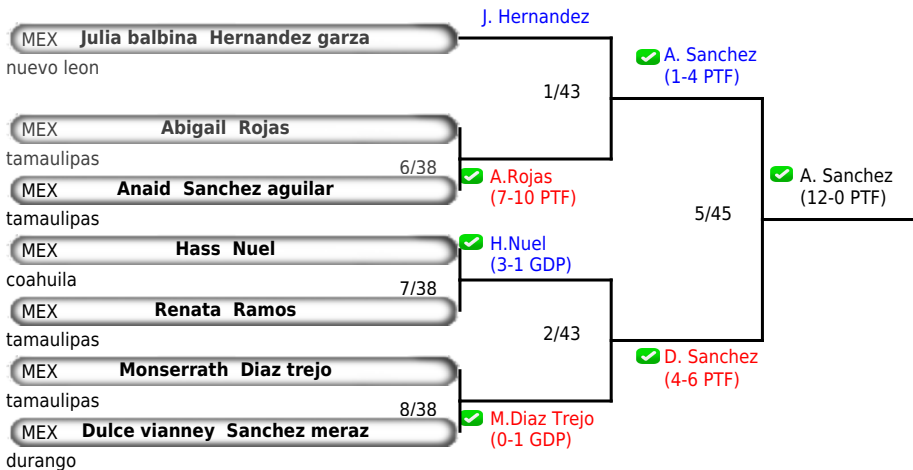 J. Hernandez
MEX Julia balbina Hernandez garza
nuevo leon
A. Sanchez
(1-4 PTF)
1/43
MEX Abigail Rojas
tamaulipas
6/38
A.Rojas
(7-10 PTF)
MEX Anaid Sanchez aguilar
tamaulipas
A. Sanchez
(12-0 PTF)
5/45
MEX Hass Nuel
coahuila
H.Nuel
(3-1 GDP)
7/38
MEX Renata Ramos
tamaulipas
2/43
MEX Monserrath Diaz trejo
tamaulipas
D. Sanchez
(4-6 PTF)
8/38
M.Diaz Trejo
(0-1 GDP)
MEX Dulce vianney Sanchez meraz
durango